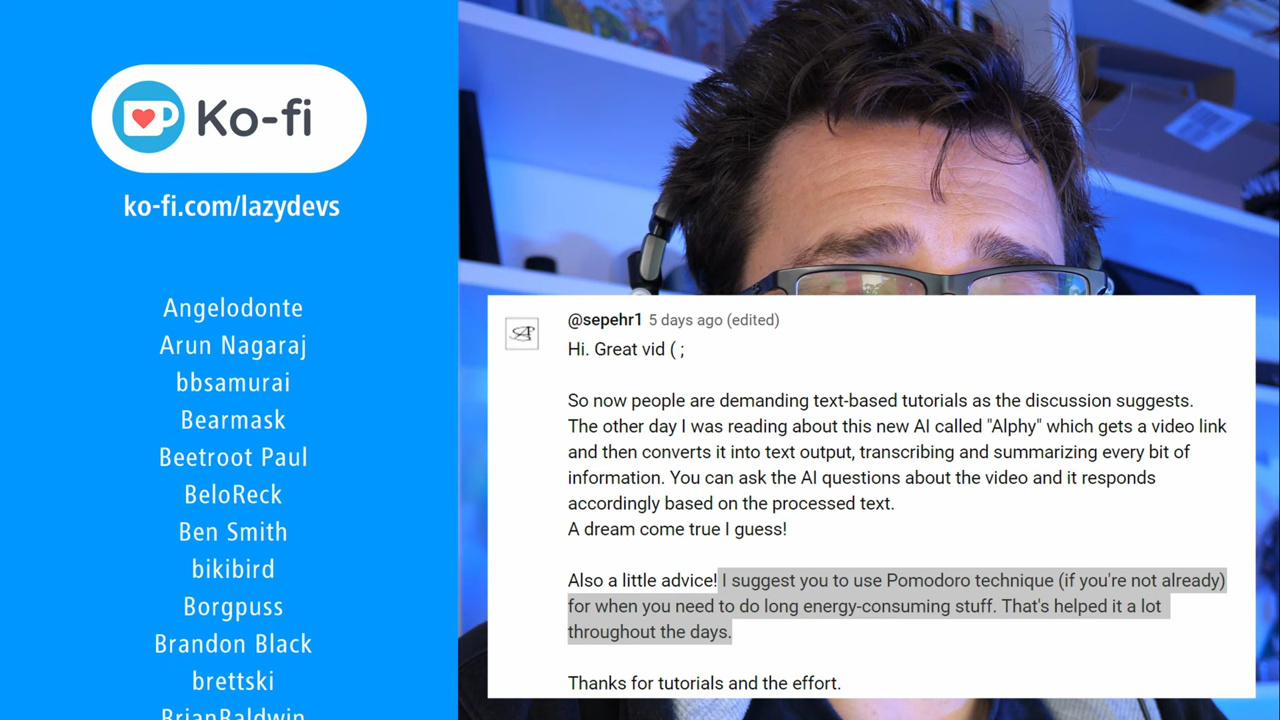 Ko-fi
ko-fi.com/lazydevs
Angelodonte
Arun Nagaraj
bbsamurai
Bearmask
Beetroot Paul
BeloReck
Ben Smith
bikibird
Borgpuss
Brandon Black
brettski
BrianBaldwin
@sepehr1 5 days ago (edited)
Hi. Great vid ( ;
So now people are demanding text-based tutorials as the discussion suggests.
The other day I was reading about this new AI called "Alphy" which gets a video link
and then converts it into text output, transcribing and summarizing every bit of
information. You can ask the AI questions about the video and it responds
accordingly based on the processed text.
A dream come true I guess!
Also a little advice! I suggest you to use Pomodoro technique (if you're not already)
for when you need to do long energy-consuming stuff. That's helped it a lot
throughout the days.
Thanks for tutorials and the effort.